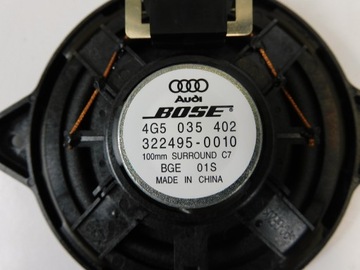 Audi
BOSE
4G5 035 402
322495-0010
100mm SURROUND C7
BGE 01S
MADE IN CHINA